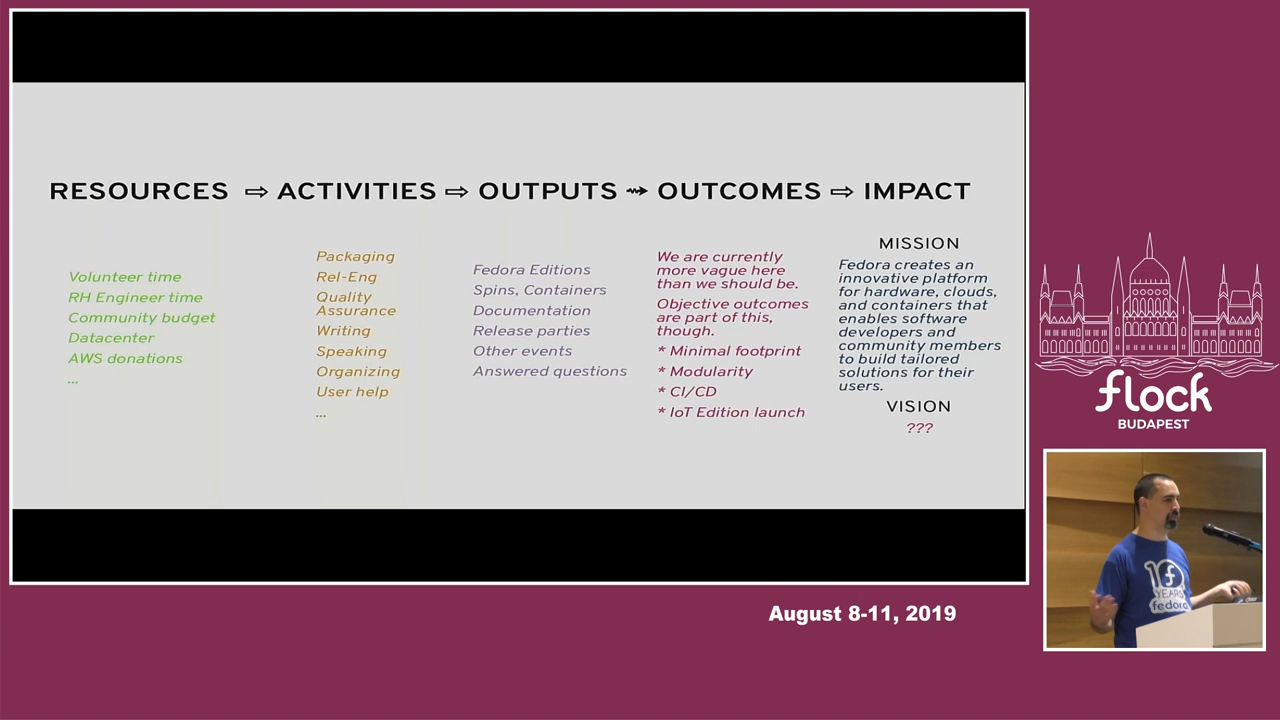 RESOURCES ⇨ ACTIVITIES ⇨ OUTPUTS ⇝ OUTCOMES ⇨ IMPACT
Volunteer time
RH Engineer time
Community budget
Datacenter
AWS donations
...
Packaging
Rel-Eng
Quality
Assurance
Writing
Speaking
Organizing
User help
...
Fedora Editions
Spins, Containers
Documentation
Release parties
Other events
Answered questions
We are currently
more vague here
than we should be.
Objective outcomes
are part of this,
though.
* Minimal footprint
* Modularity
* CI/CD
* IoT Edition launch
MISSION
Fedora creates an
innovative platform
for hardware, clouds,
and containers that
enables software
developers and
community members
to build tailored
solutions for their
users.
VISION
???
flock
BUDAPEST
10
YEARS
fedora
August 8-11, 2019